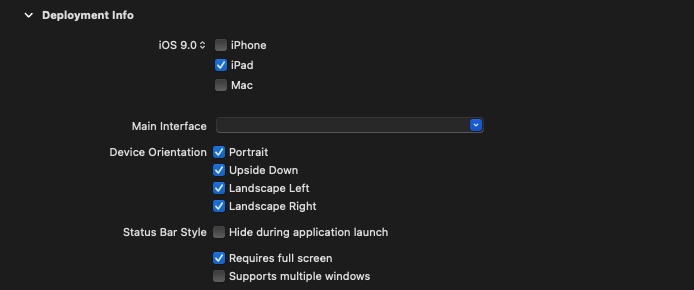 Deployment Info
iOS 9.0 iPhone
iPad
Mac
Main Interface
Device Orientation Portrait
Upside Down
Landscape Left
Landscape Right
Status Bar Style Hide during application launch
Requires full screen
Supports multiple windows